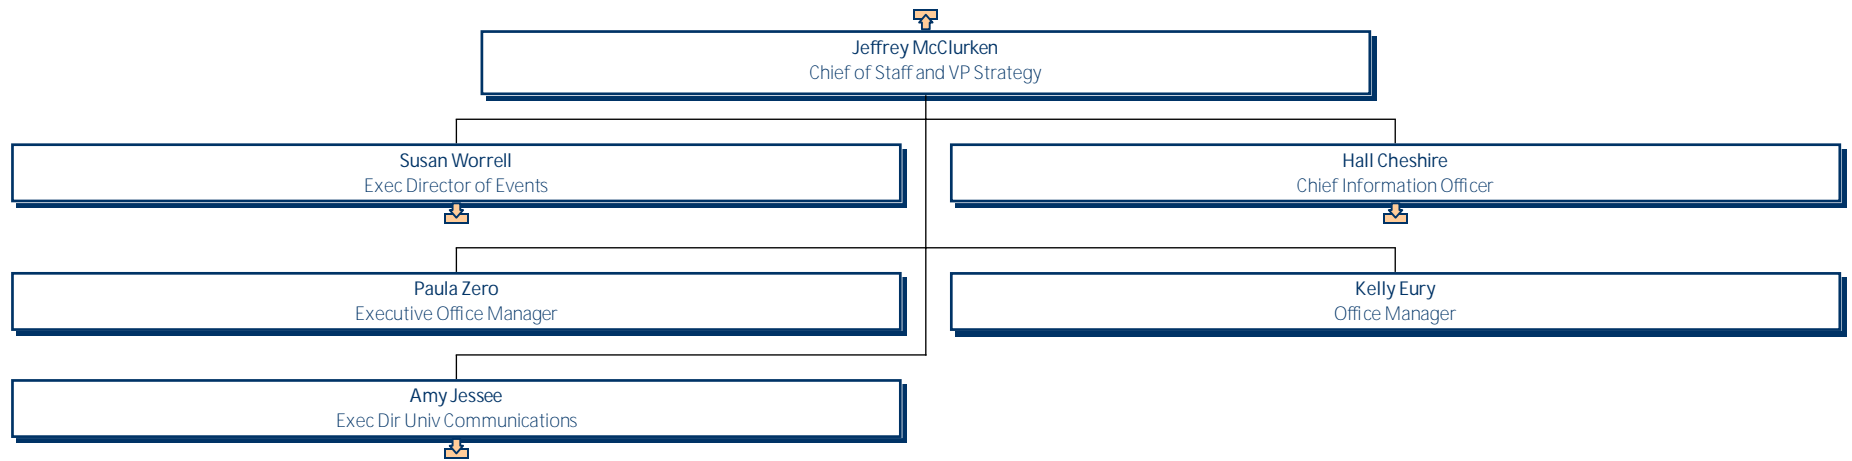 Jeffrey McClurken
Chief of Staff and VP Strategy
Susan Worrell
Exec Director of Events
Hall Cheshire
Chief Information Officer
Paula Zero
Executive Office Manager
Kelly Eury
Office Manager
Amy Jessee
Exec Dir Univ Communications